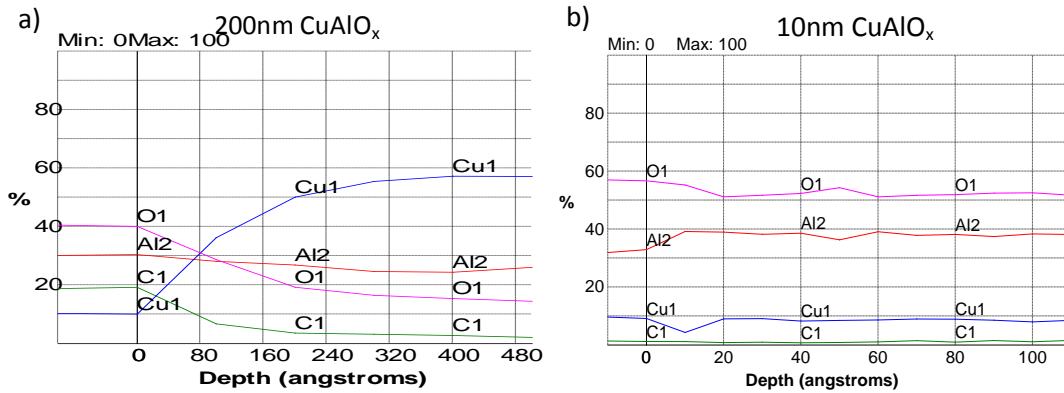 a)
200nm CuAlOx
Min: 0Max: 100
80
60
%
40
20
Cu1
Cu1
O1
Al2
Al2
Al2
O1
O1
C1
C1
C1
Cu1
0 80 160 240 320 400 480
Depth (angstroms)
b)
10nm CuAlOx
Min: 0 Max: 100
80
60
%
40
20
O1
O1
O1
Al2
Al2
Al2
Cu1
Cu1
Cu1
C1
C1
C1
0 20 40 60 80 100
Depth (angstroms)